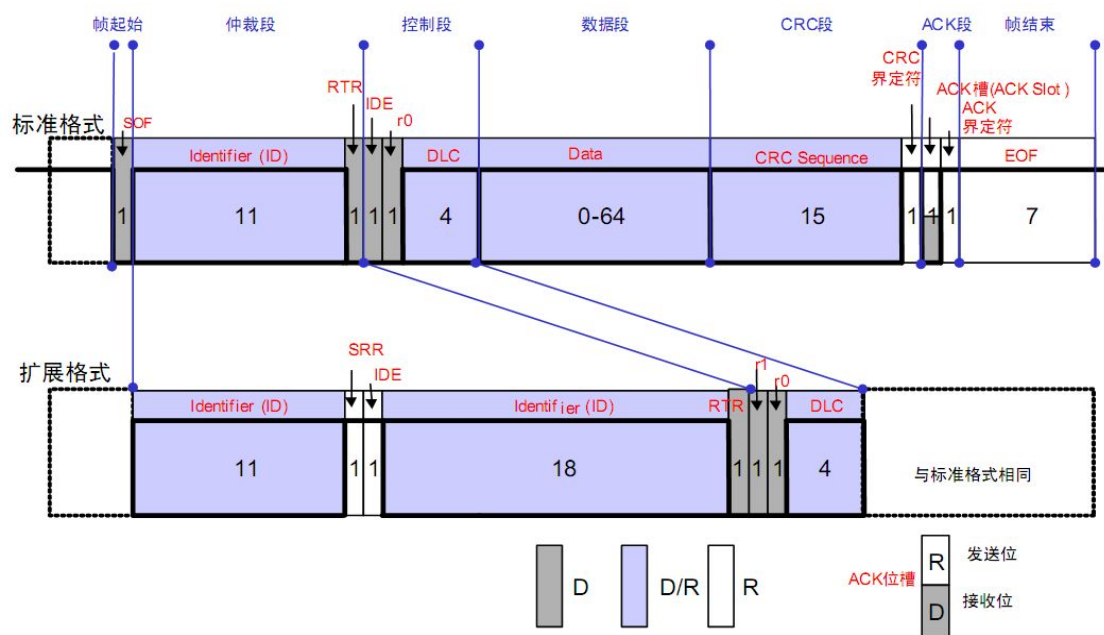 帧起始 仲裁段 控制段 数据段 CRC段 ACK段 帧结束
CRC
界定符
RTR
IDE
r0
ACK槽(ACK Slot)
ACK
界定符
标准格式
SOF
Identifier (ID) DLC Data CRC Sequence EOF
1 11 1 1 1 4 0-64 15 1 1 1 7
扩展格式
SRR
IDE
r1
r0
Identifier (ID) Identifier (ID) RTR DLC
11 1 1 18 1 1 1 4 与标准格式相同
D D/R R
ACK位槽
R 发送位
D 接收位